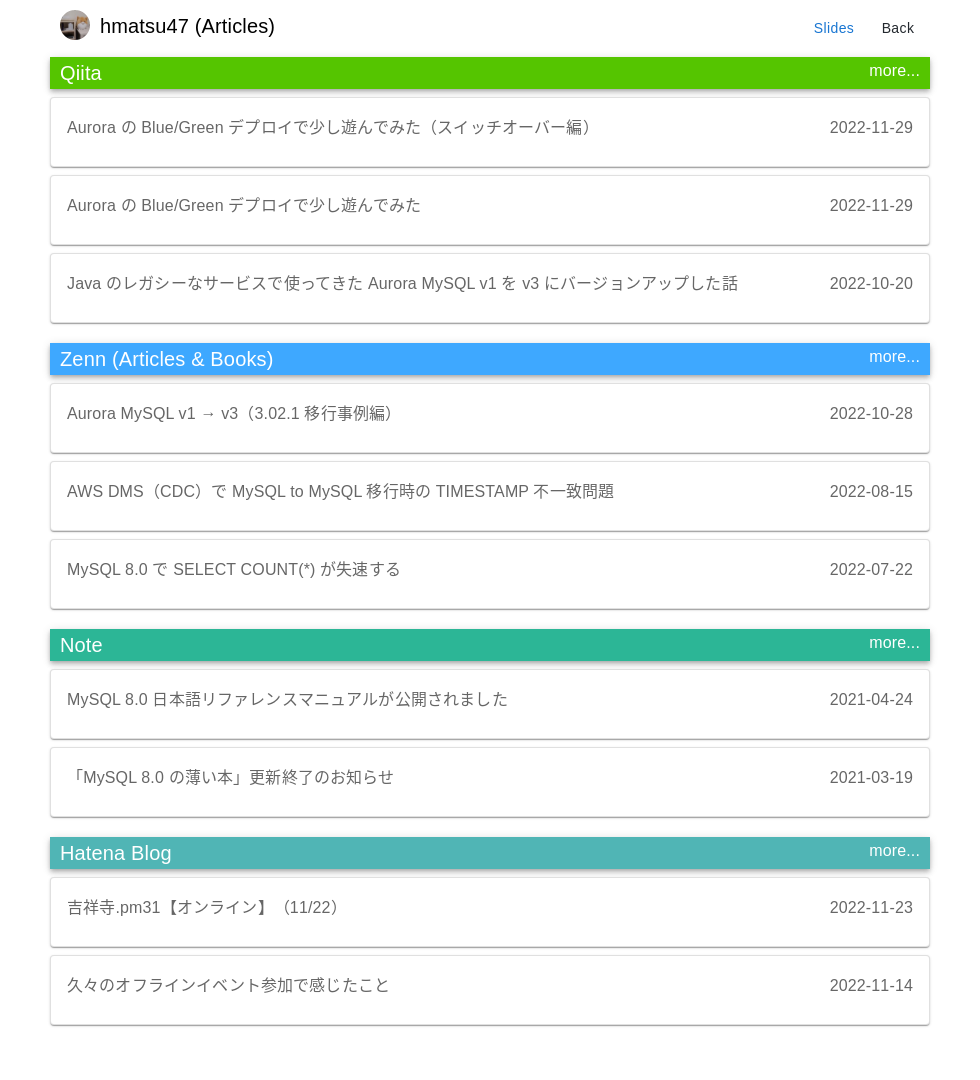 hmatsu47 (Articles)
Slides Back
Qiita more...
Aurora の Blue/Green デプロイで少し遊んでみた（スイッチオーバー編） 2022-11-29
Aurora の Blue/Green デプロイで少し遊んでみた 2022-11-29
Java のレガシーなサービスで使ってきた Aurora MySQL v1 を v3 にバージョンアップした話 2022-10-20
Zenn (Articles & Books) more...
Aurora MySQL v1 → v3（3.02.1 移行事例編） 2022-10-28
AWS DMS（CDC）で MySQL to MySQL 移行時の TIMESTAMP 不一致問題 2022-08-15
MySQL 8.0 で SELECT COUNT(*) が失速する 2022-07-22
Note more...
MySQL 8.0 日本語リファレンスマニュアルが公開されました 2021-04-24
「MySQL 8.0 の薄い本」更新終了のお知らせ 2021-03-19
Hatena Blog more...
吉祥寺.pm31【オンライン】（11/22） 2022-11-23
久々のオフラインイベント参加で感じたこと 2022-11-14